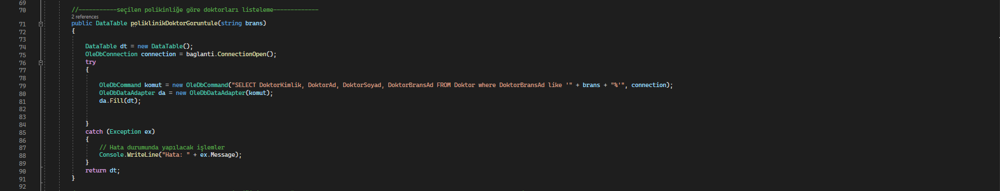 69
70 //-----------seçilen polikinliğe göre doktorları listeleme-------------
2 references
71 public DataTable poliklinikDoktorGoruntule(string brans)
72 {
73
74 DataTable dt = new DataTable();
75 OleDbConnection connection = baglanti.ConnectionOpen();
76 try
77 {
78
79 OleDbCommand komut = new OleDbCommand("SELECT DoktorKimlik, DoktorAd, DoktorSoyad, DoktorBransAd FROM Doktor where DoktorBransAd like '" + brans + "%'", connection);
80 OleDbDataAdapter da = new OleDbDataAdapter(komut);
81 da.Fill(dt);
82
83
84 }
85 catch (Exception ex)
86 {
87 // Hata durumunda yapılacak işlemler
88 Console.WriteLine("Hata: " + ex.Message);
89 }
90 return dt;
91 }
92